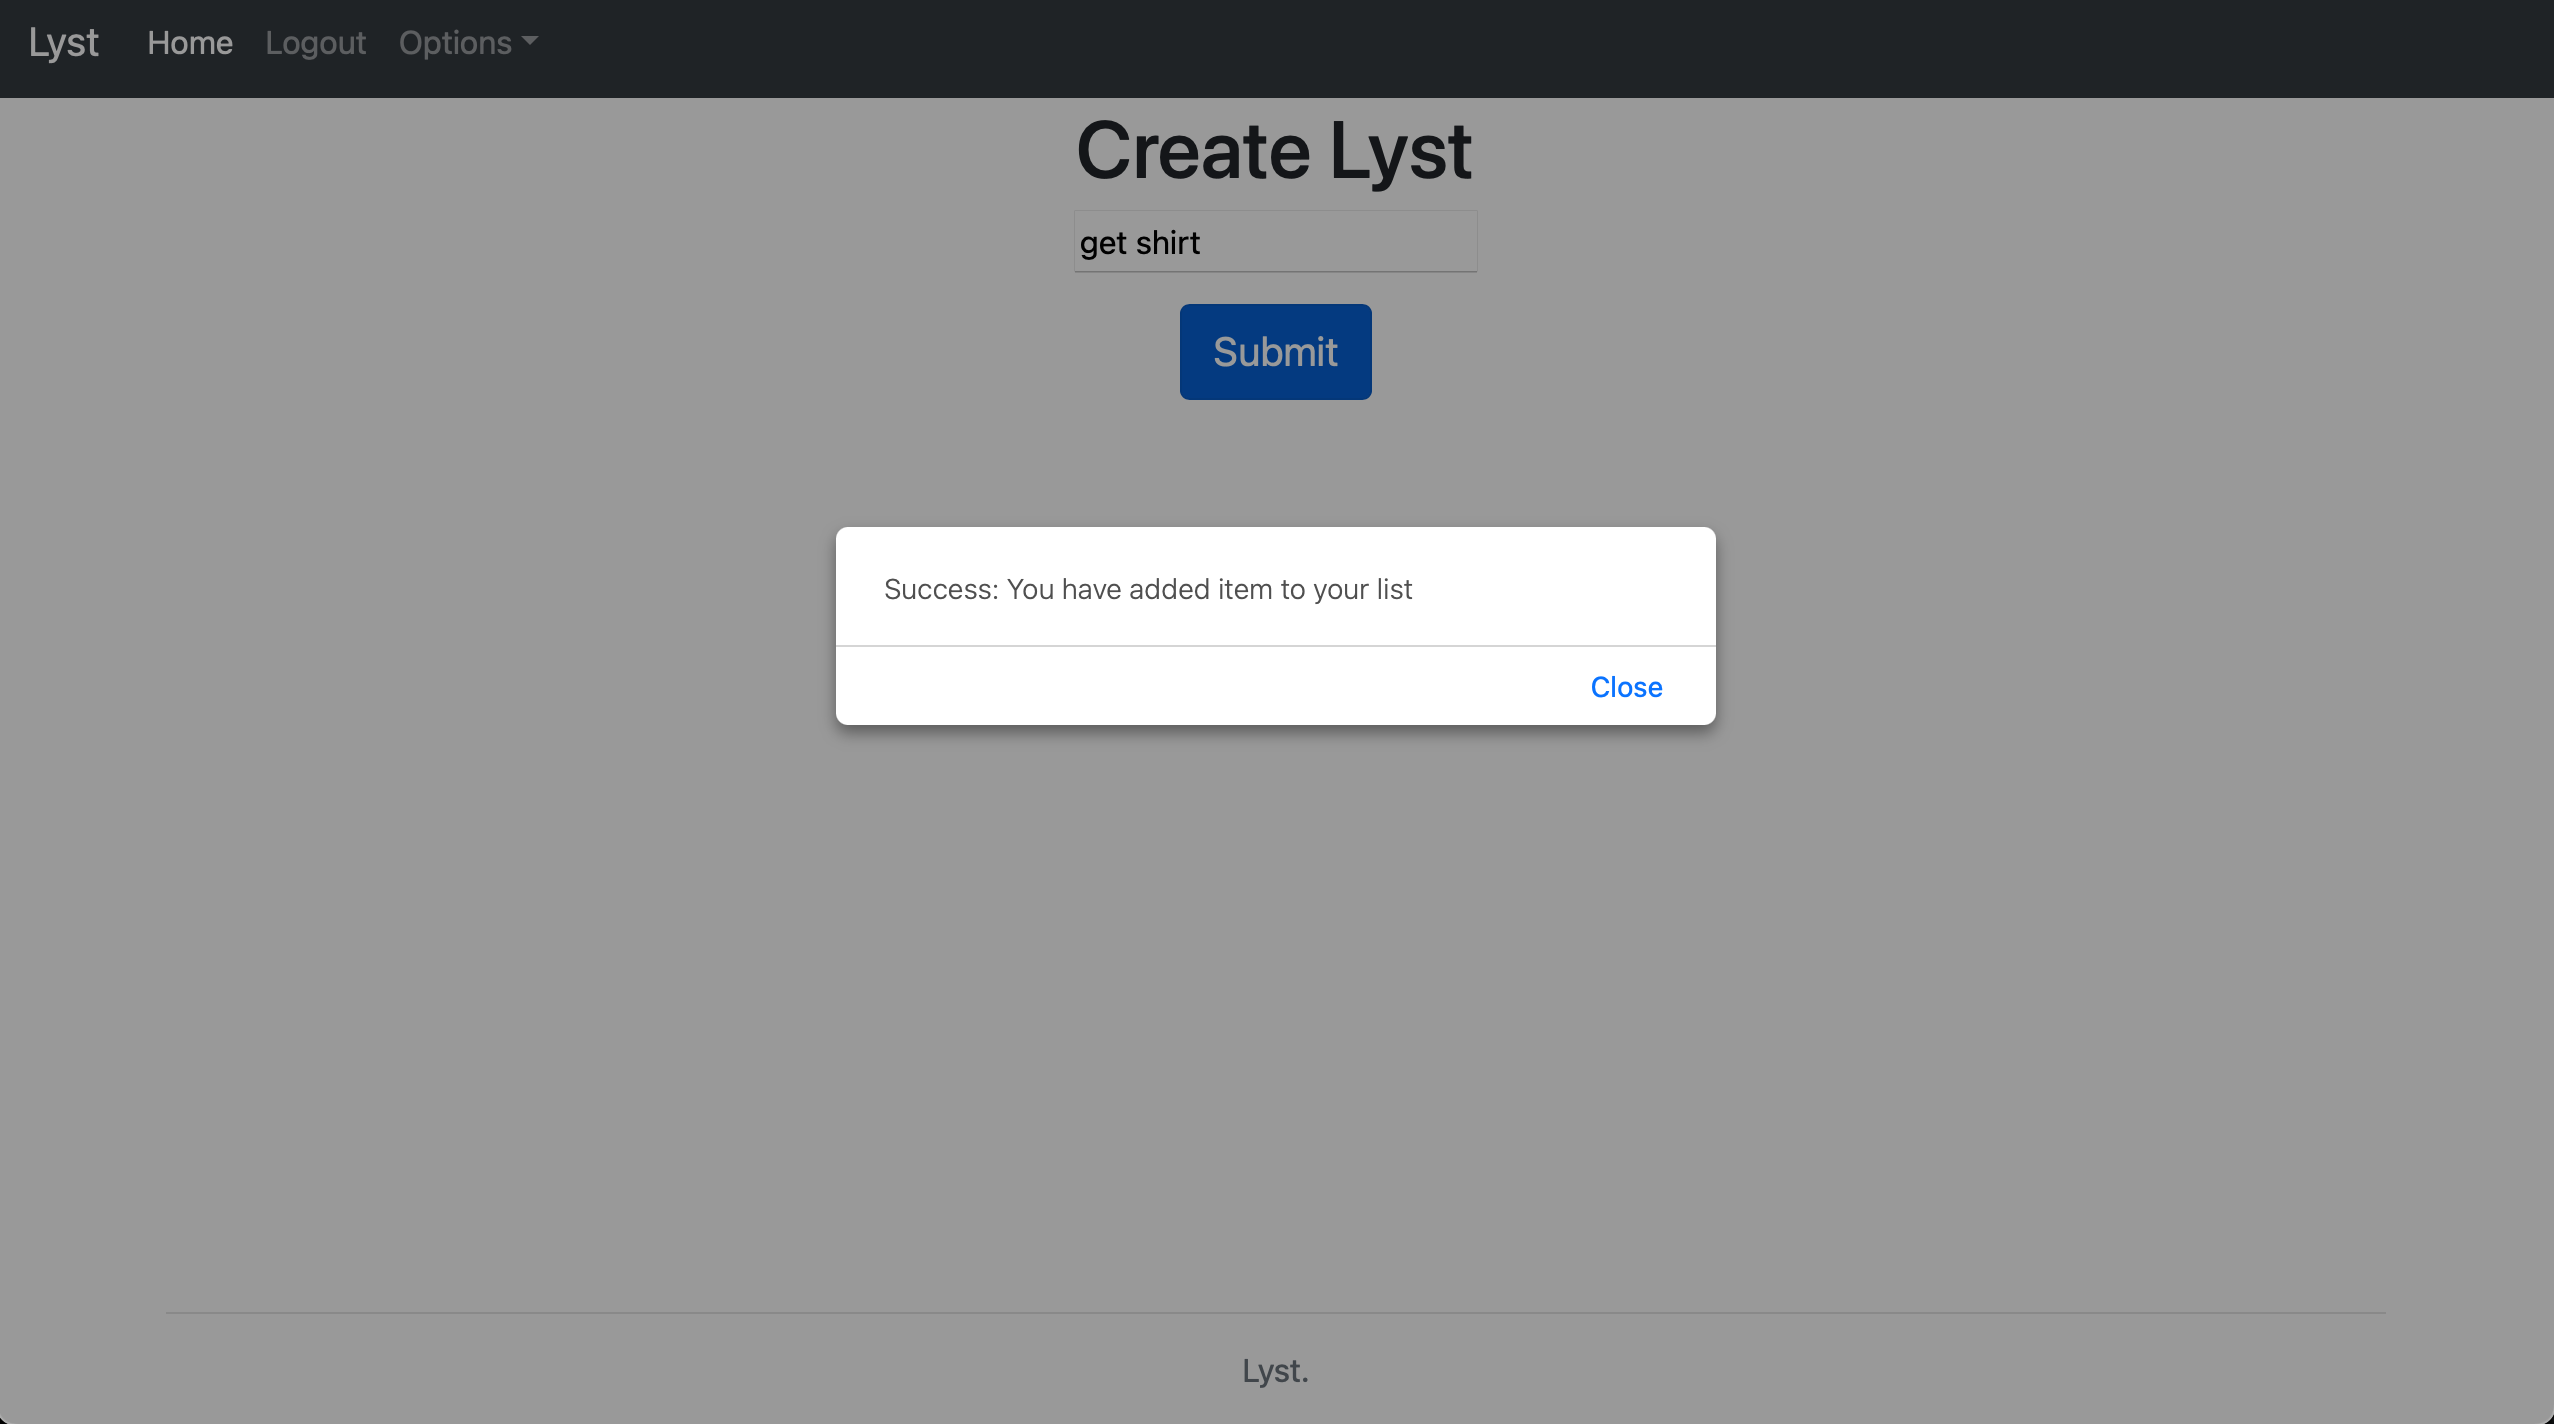 Lyst Home Logout Options
Create Lyst
get shirt
Submit
Success: You have added item to your list
Close
Lyst.